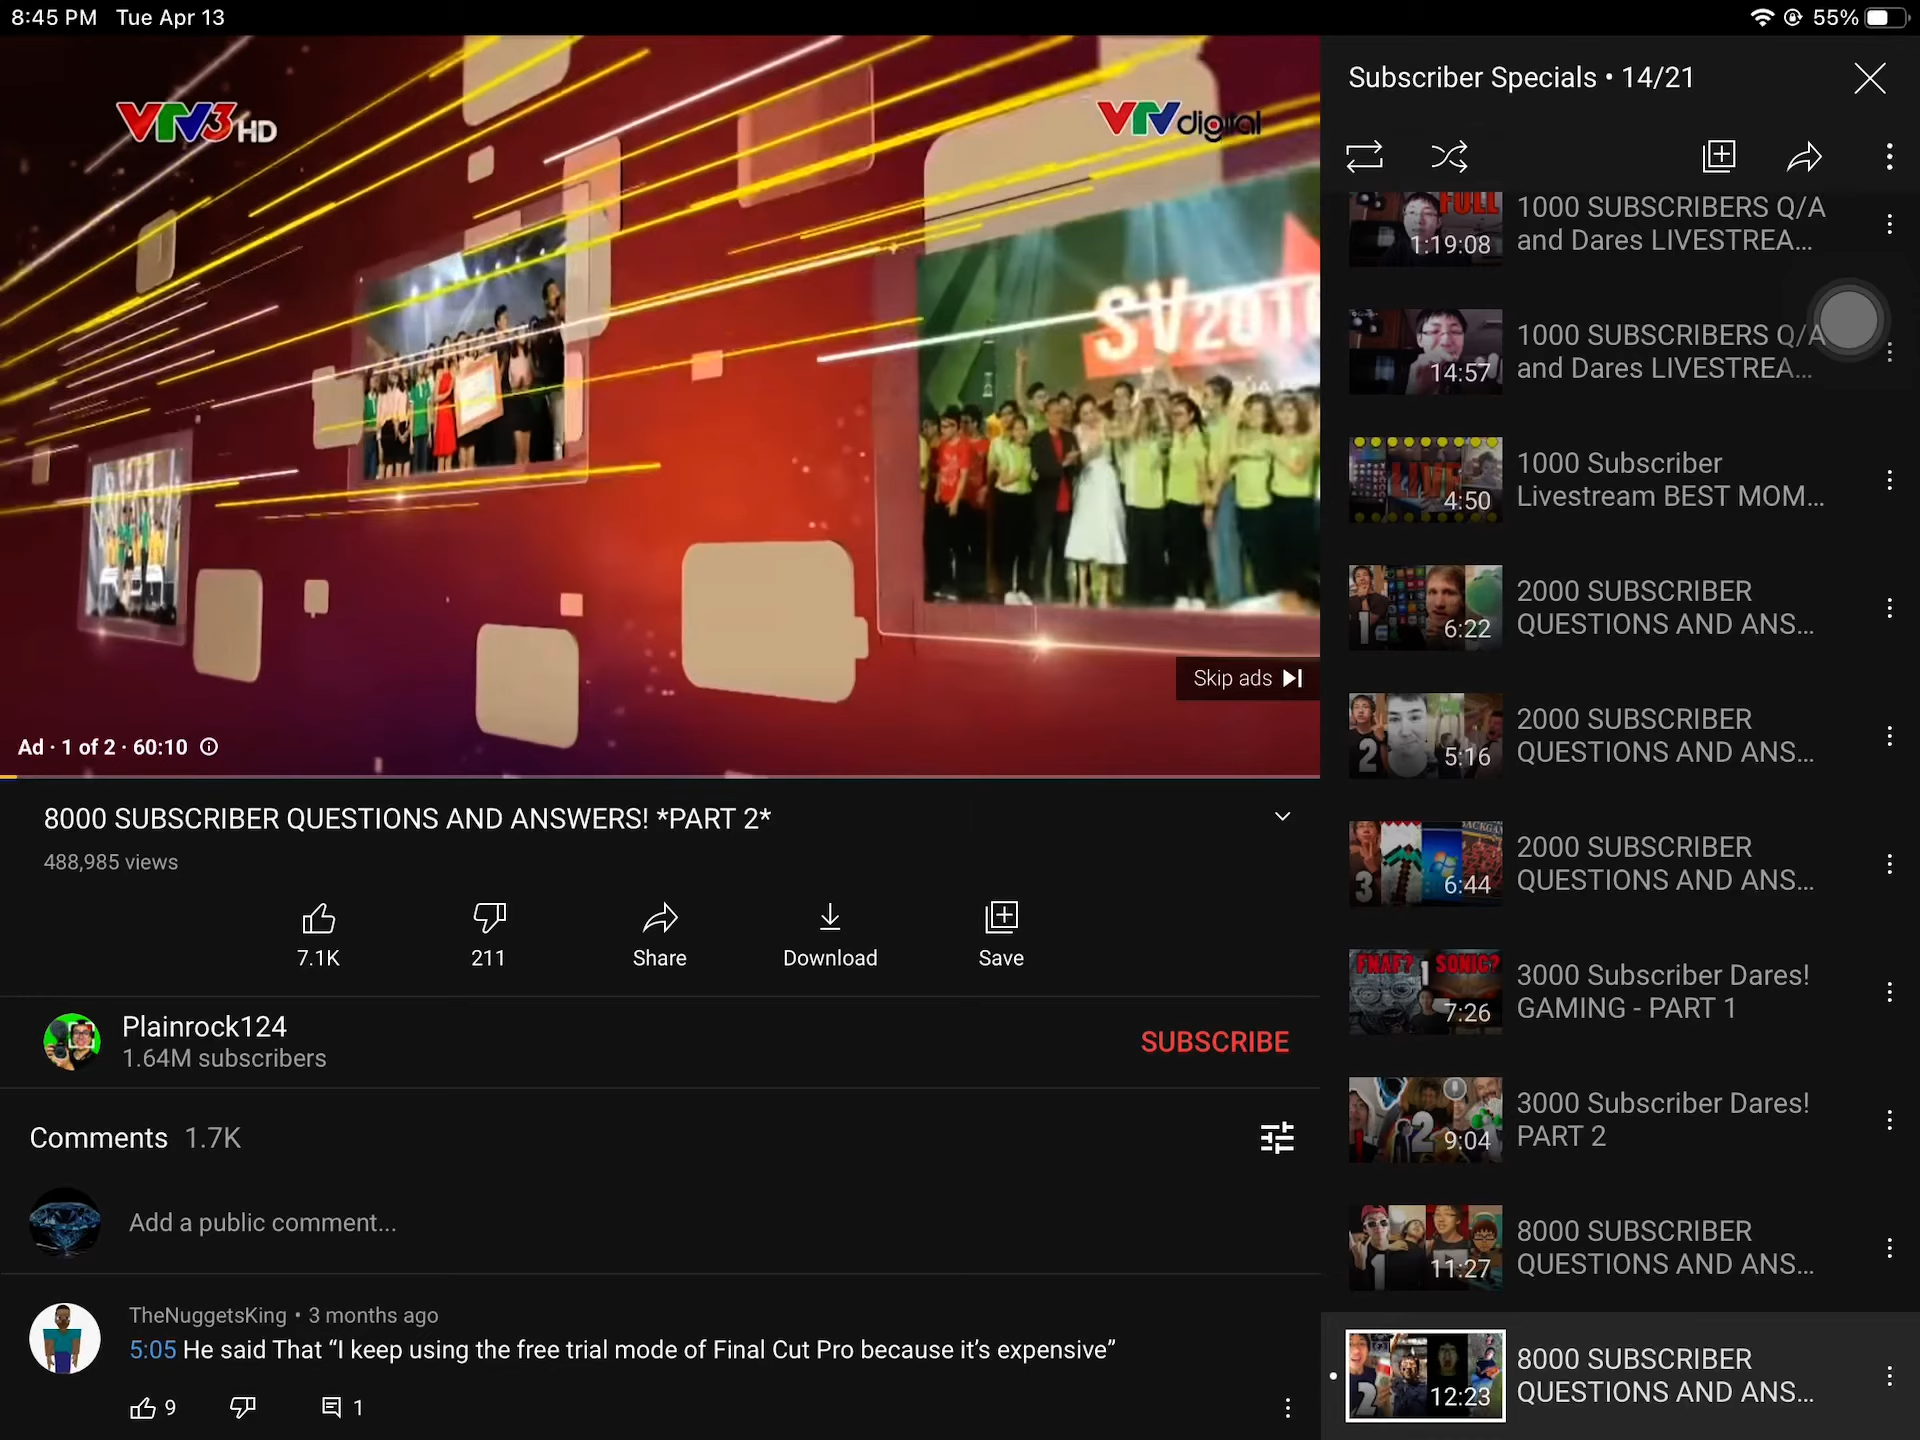 8:45 PM Tue Apr 13
55%
VTV3 HD
VTV digital
SV2016
Skip ads
Ad · 1 of 2 · 60:10
8000 SUBSCRIBER QUESTIONS AND ANSWERS! *PART 2*
488,985 views
7.1K
211
Share
Download
Save
Plainrock124
1.64M subscribers
SUBSCRIBE
Comments 1.7K
Add a public comment...
TheNuggetsKing • 3 months ago
5:05 He said That “I keep using the free trial mode of Final Cut Pro because it’s expensive”
9
1
Subscriber Specials • 14/21
FULL
1:19:08
1000 SUBSCRIBERS Q/A
and Dares LIVESTREA...
14:57
1000 SUBSCRIBERS Q/A
and Dares LIVESTREA...
LIVE
4:50
1000 Subscriber
Livestream BEST MOM...
1
6:22
2000 SUBSCRIBER
QUESTIONS AND ANS...
2
5:16
2000 SUBSCRIBER
QUESTIONS AND ANS...
3
6:44
2000 SUBSCRIBER
QUESTIONS AND ANS...
FNAF? 1 SONIC?
7:26
3000 Subscriber Dares!
GAMING - PART 1
2
9:04
3000 Subscriber Dares!
PART 2
1
11:27
8000 SUBSCRIBER
QUESTIONS AND ANS...
2
12:23
8000 SUBSCRIBER
QUESTIONS AND ANS...